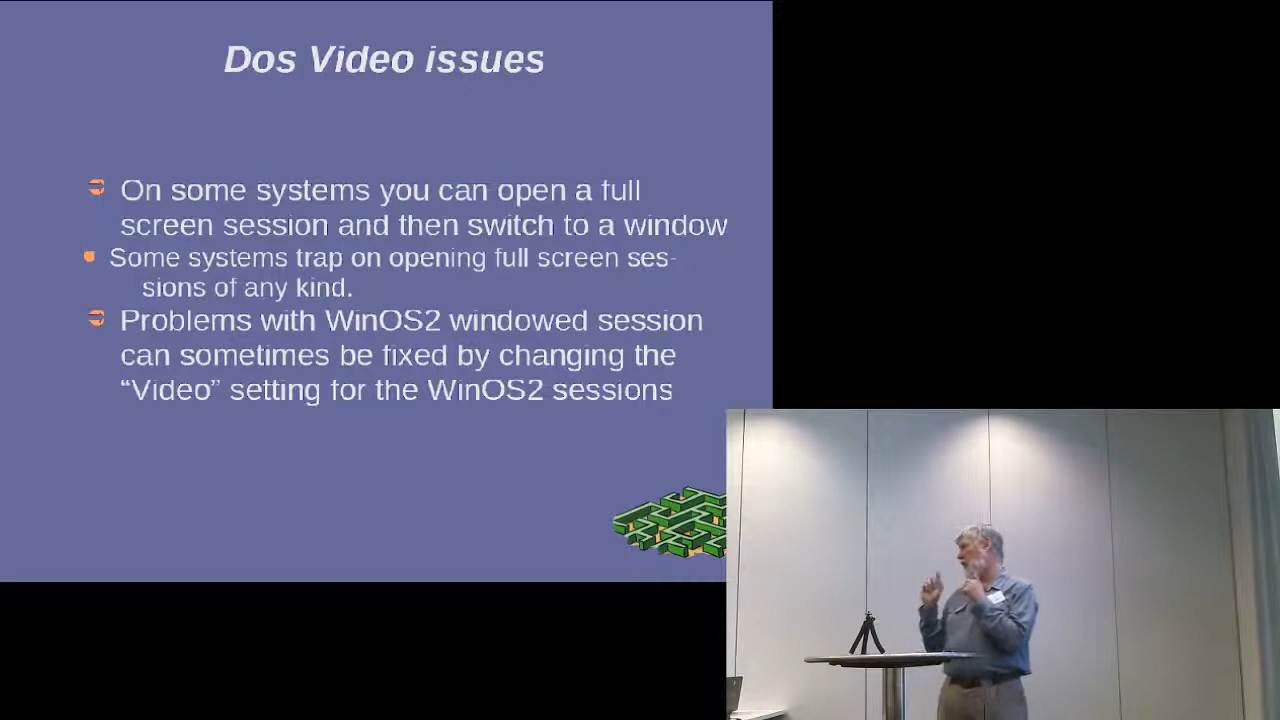 Dos Video issues
On some systems you can open a full
screen session and then switch to a window
Some systems trap on opening full screen ses-
sions of any kind.
Problems with WinOS2 windowed session
can sometimes be fixed by changing the
“Video” setting for the WinOS2 sessions